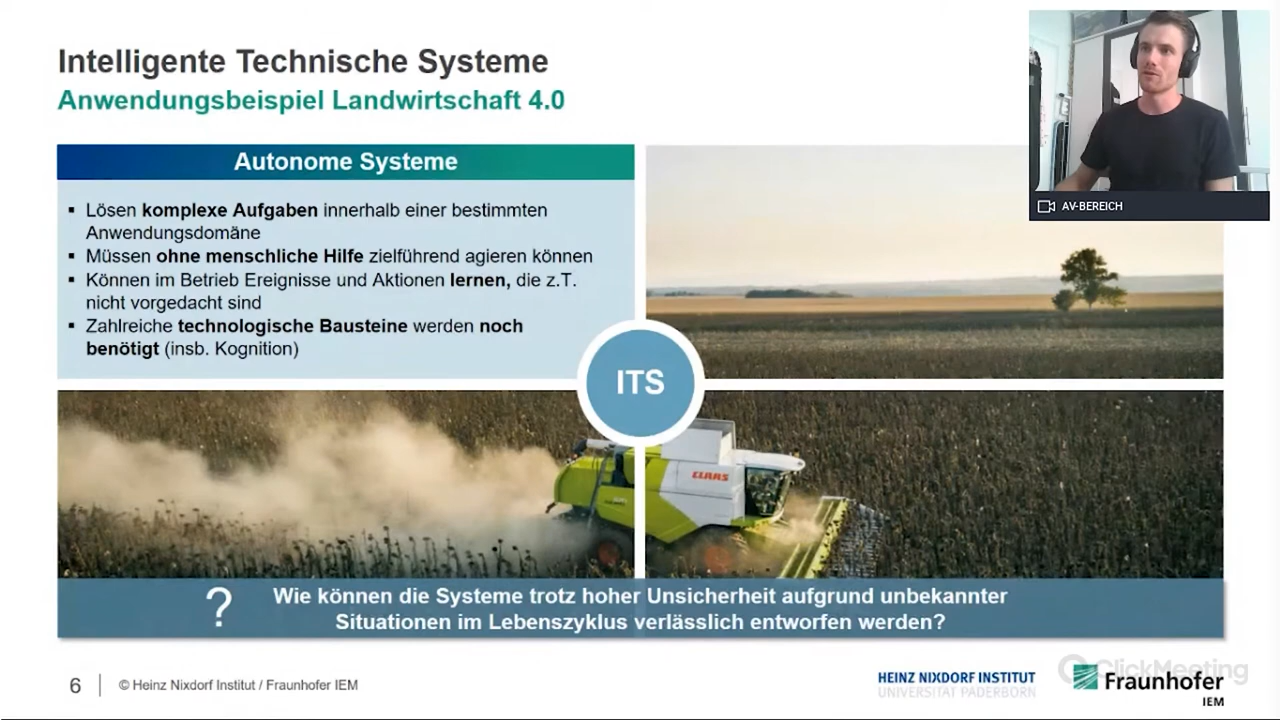 Intelligente Technische Systeme
Anwendungsbeispiel Landwirtschaft 4.0
Autonome Systeme
▪ Lösen komplexe Aufgaben innerhalb einer bestimmten
Anwendungsdomäne
▪ Müssen ohne menschliche Hilfe zielführend agieren können
▪ Können im Betrieb Ereignisse und Aktionen lernen, die z.T.
nicht vorgedacht sind
▪ Zahlreiche technologische Bausteine werden noch
benötigt (insb. Kognition)
AV-BEREICH
ITS
CLAAS
? Wie können die Systeme trotz hoher Unsicherheit aufgrund unbekannter
Situationen im Lebenszyklus verlässlich entworfen werden?
6 | © Heinz Nixdorf Institut / Fraunhofer IEM
HEINZ NIXDORF INSTITUT
UNIVERSITÄT PADERBORN
ClickMeeting
Fraunhofer
IEM